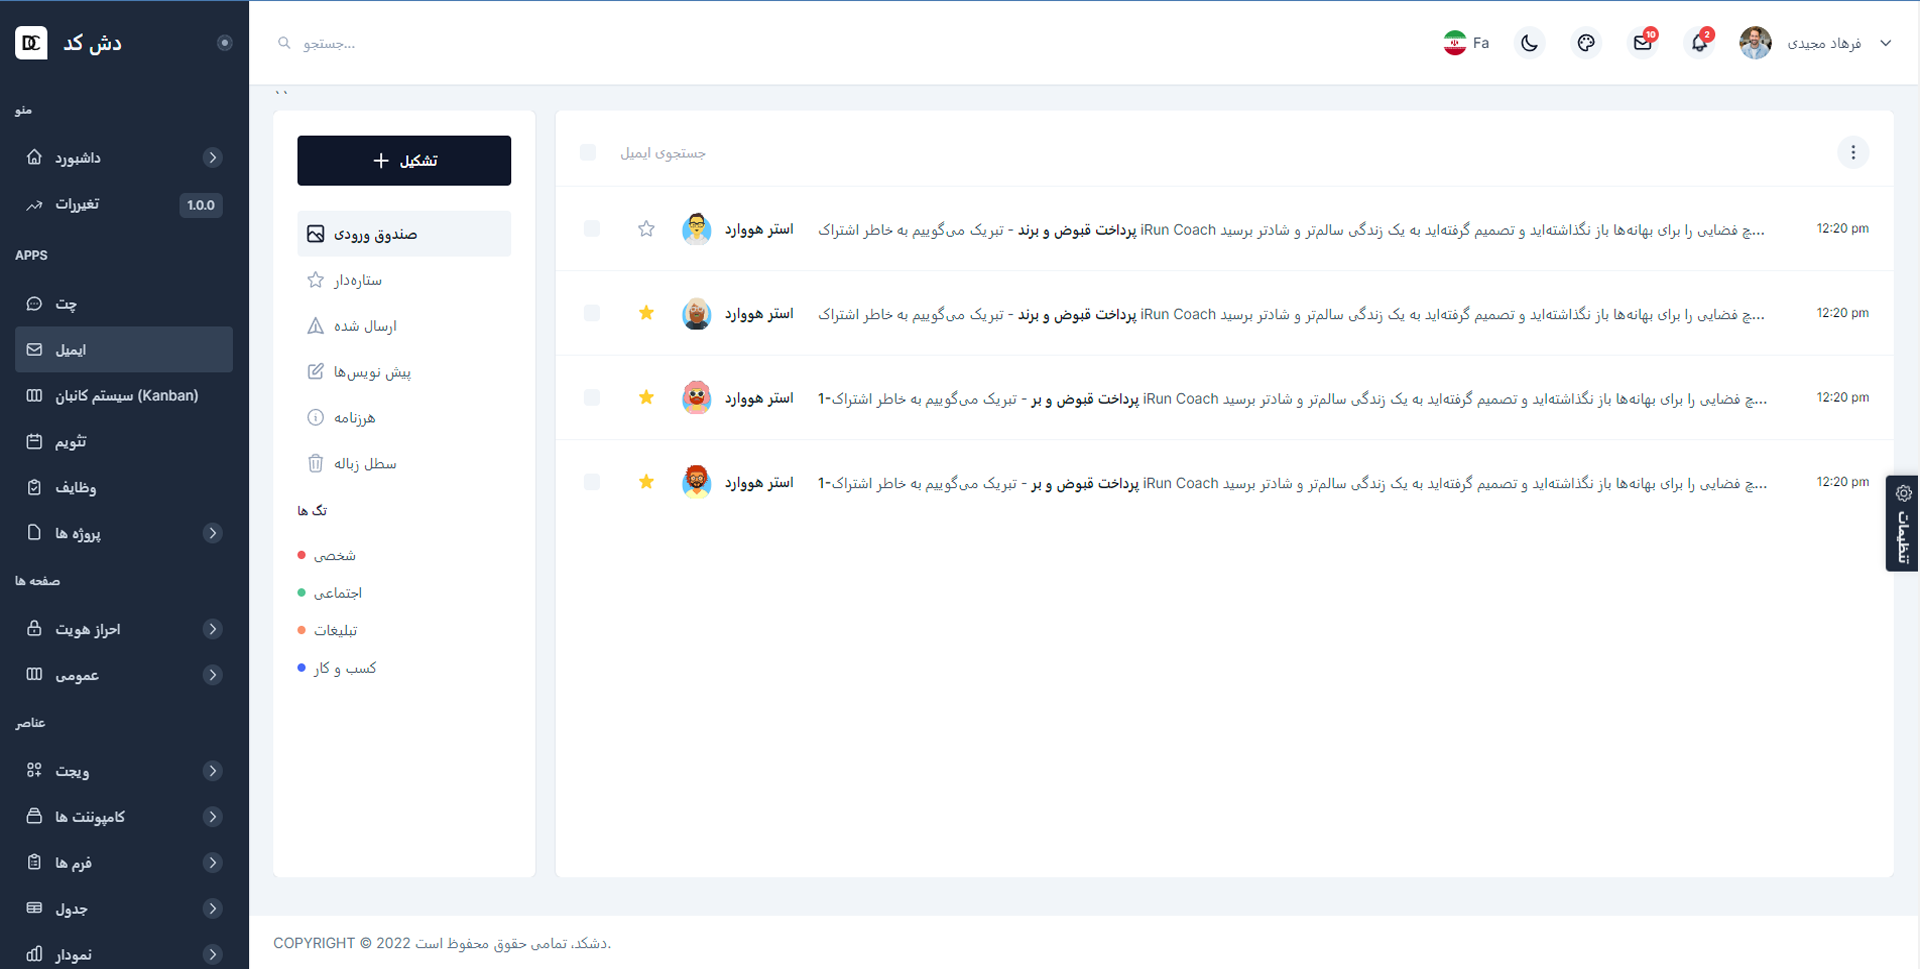 دش کد
منو
داشبورد
تغیررات
1.0.0
APPS
چت
ایمیل
سیستم کانبان (Kanban)
تئویم
وظایف
پروژه ها
صفحه ها
احراز هویت
عمومی
عناصر
ویجت
کامپوننت ها
فرم ها
جدول
نمودار
جستجو...
Fa
10
2
فرهاد مجیدی
``
تشکیل
صندوق ورودی
ستاره‌دار
ارسال شده
پیش نویس‌ها
هرزنامه
سطل زباله
تگ ها
شخصی
اجتماعی
تبلیغات
کسب و کار
جستجوی ایمیل
استر هووارد
پرداخت قبوض و برند - تبریک می‌گوییم به خاطر اشتراک iRun Coach چ فضایی را برای بهانه‌ها باز نگذاشته‌اید و تصمیم گرفته‌اید به یک زندگی سالم‌تر و شادتر برسید...
12:20 pm
استر هووارد
پرداخت قبوض و برند - تبریک می‌گوییم به خاطر اشتراک iRun Coach چ فضایی را برای بهانه‌ها باز نگذاشته‌اید و تصمیم گرفته‌اید به یک زندگی سالم‌تر و شادتر برسید...
12:20 pm
استر هووارد
1-پرداخت قبوض و بر - تبریک می‌گوییم به خاطر اشتراک iRun Coach چ فضایی را برای بهانه‌ها باز نگذاشته‌اید و تصمیم گرفته‌اید به یک زندگی سالم‌تر و شادتر برسید...
12:20 pm
استر هووارد
1-پرداخت قبوض و بر - تبریک می‌گوییم به خاطر اشتراک iRun Coach چ فضایی را برای بهانه‌ها باز نگذاشته‌اید و تصمیم گرفته‌اید به یک زندگی سالم‌تر و شادتر برسید...
12:20 pm
تنظیمات
COPYRIGHT © 2022 دشکد، تمامی حقوق محفوظ است.